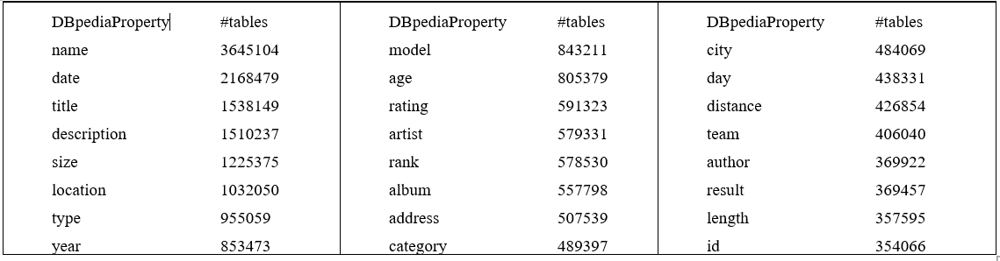 DBpediaProperty #tables DBpediaProperty #tables DBpediaProperty #tables
name 3645104 model 843211 city 484069
date 2168479 age 805379 day 438331
title 1538149 rating 591323 distance 426854
description 1510237 artist 579331 team 406040
size 1225375 rank 578530 author 369922
location 1032050 album 557798 result 369457
type 955059 address 507539 length 357595
year 853473 category 489397 id 354066